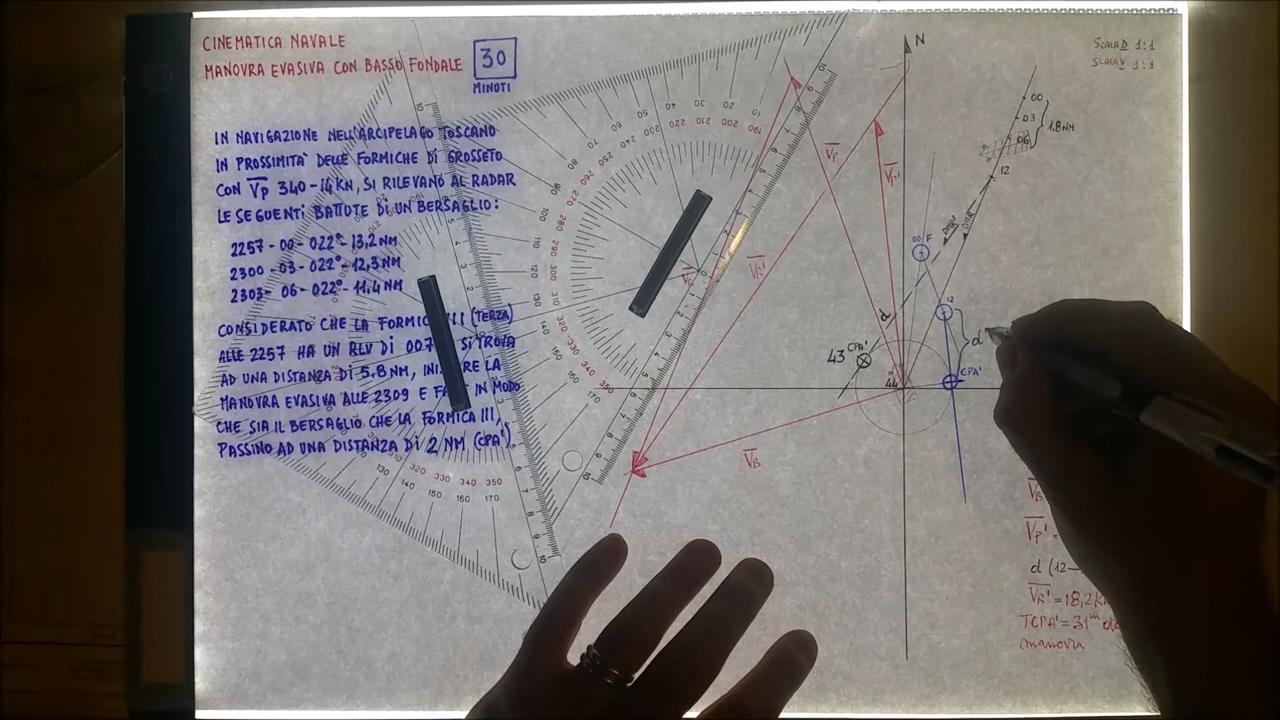 CINEMATICA NAVALE
MANOVRA EVASIVA CON BASSO FONDALE
30
MINUTI
IN NAVIGAZIONE NELL'ARCIPELAGO TOSCANO
IN PROSSIMITÀ DELLE FORMICHE DI GROSSETO
CON Vp 340-14KN, SI RILEVANO AL RADAR
LE SEGUENTI BATTUTE DI UN BERSAGLIO:
2257-00-022°-13,2 NM
2300-03-022°-12,3 NM
2303-06-022°-11,4 NM
CONSIDERATO CHE LA FORMICA III (TERZA)
ALLE 2257 HA UN RLV DI 007 SI TROVA
AD UNA DISTANZA DI 5.8 NM, LA
MANOVRA EVASIVA ALLE 2309 E IN MODO
CHE SIA IL BERSAGLIO CHE LA FORMICA III,
PASSINO AD UNA DISTANZA DI 2 NM (CPA')
N
SCALA D 1:1
SCALA V 1:1
00
03
06
12
1,8NM
VF
VP'
VR'
VB
DMR'
DMR
00/F
12
d
d
CPA'
43
CPA'
44
VB
VP' =
d (12-
VR' = 18,2 K
TCPA' = 31m
manovra